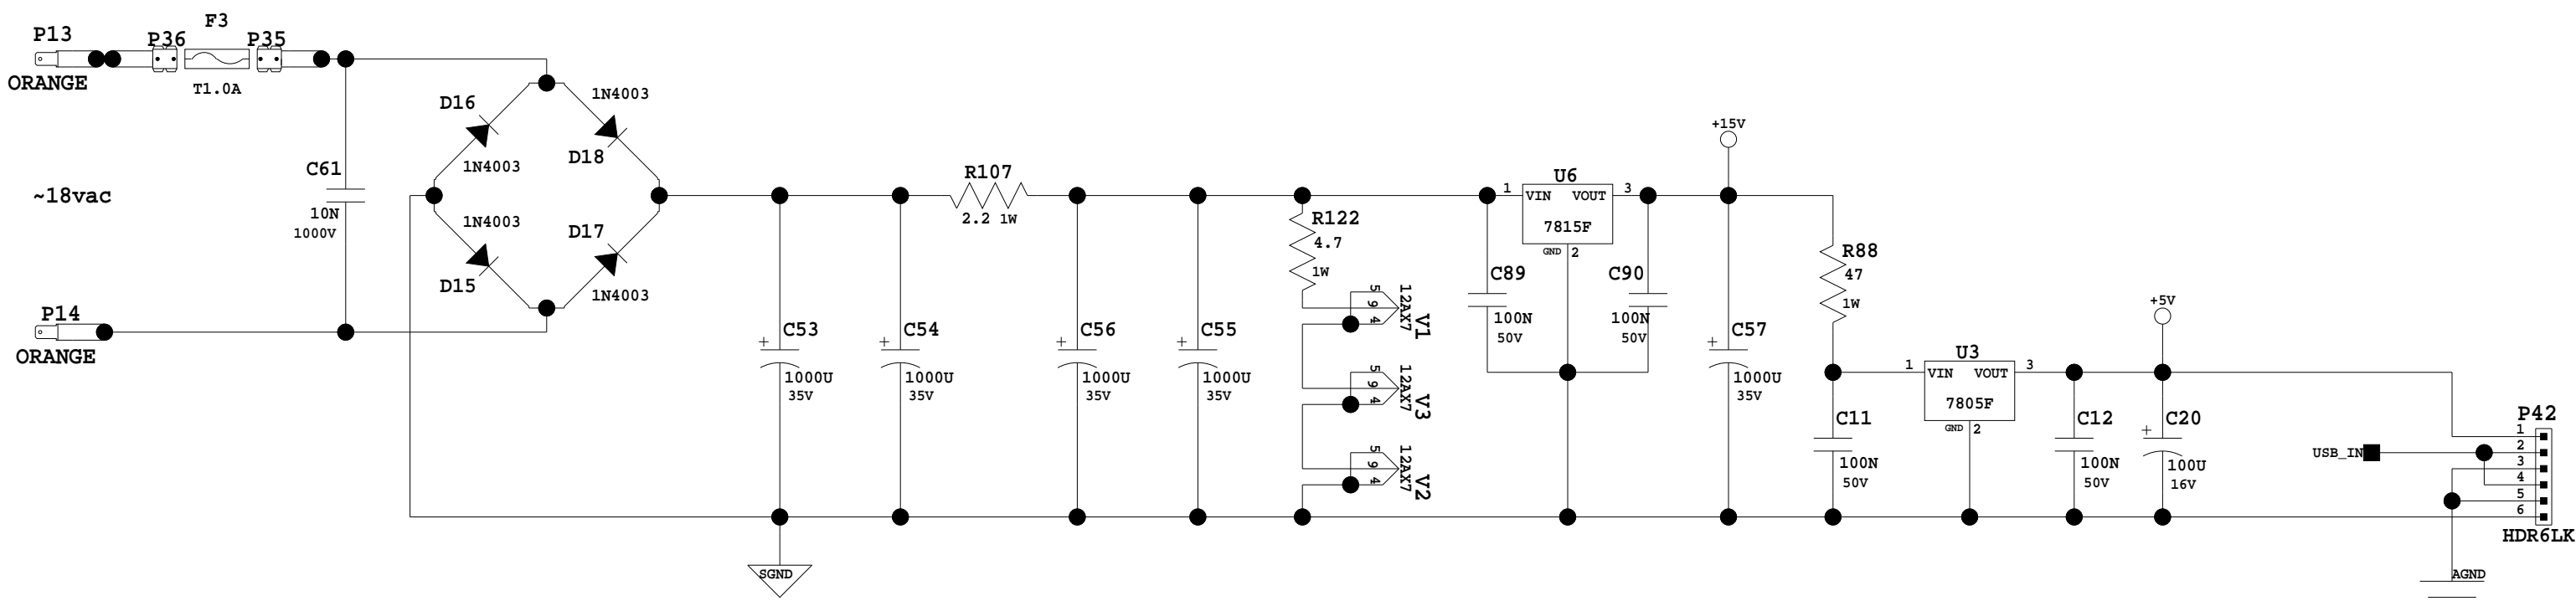 F3
P13
P36
P35
ORANGE
T1.0A
D16
1N4003
1N4003
D18
C61
10N
1000V
~18vac
1N4003
D17
D15
1N4003
P14
ORANGE
R107
2.2 1W
C53
1000U
35V
C54
1000U
35V
C56
1000U
35V
C55
1000U
35V
SGND
R122
4.7
1W
5
9
4
12AX7
V1
5
9
4
12AX7
V3
5
9
4
12AX7
V2
U6
1 VIN VOUT 3
7815F
GND 2
C89
100N
50V
C90
100N
50V
+15V
C57
1000U
35V
R88
47
1W
C11
100N
50V
U3
1 VIN VOUT 3
7805F
GND 2
C12
100N
50V
+5V
C20
100U
16V
P42
USB_IN
1
2
3
4
5
6
HDR6LK
AGND